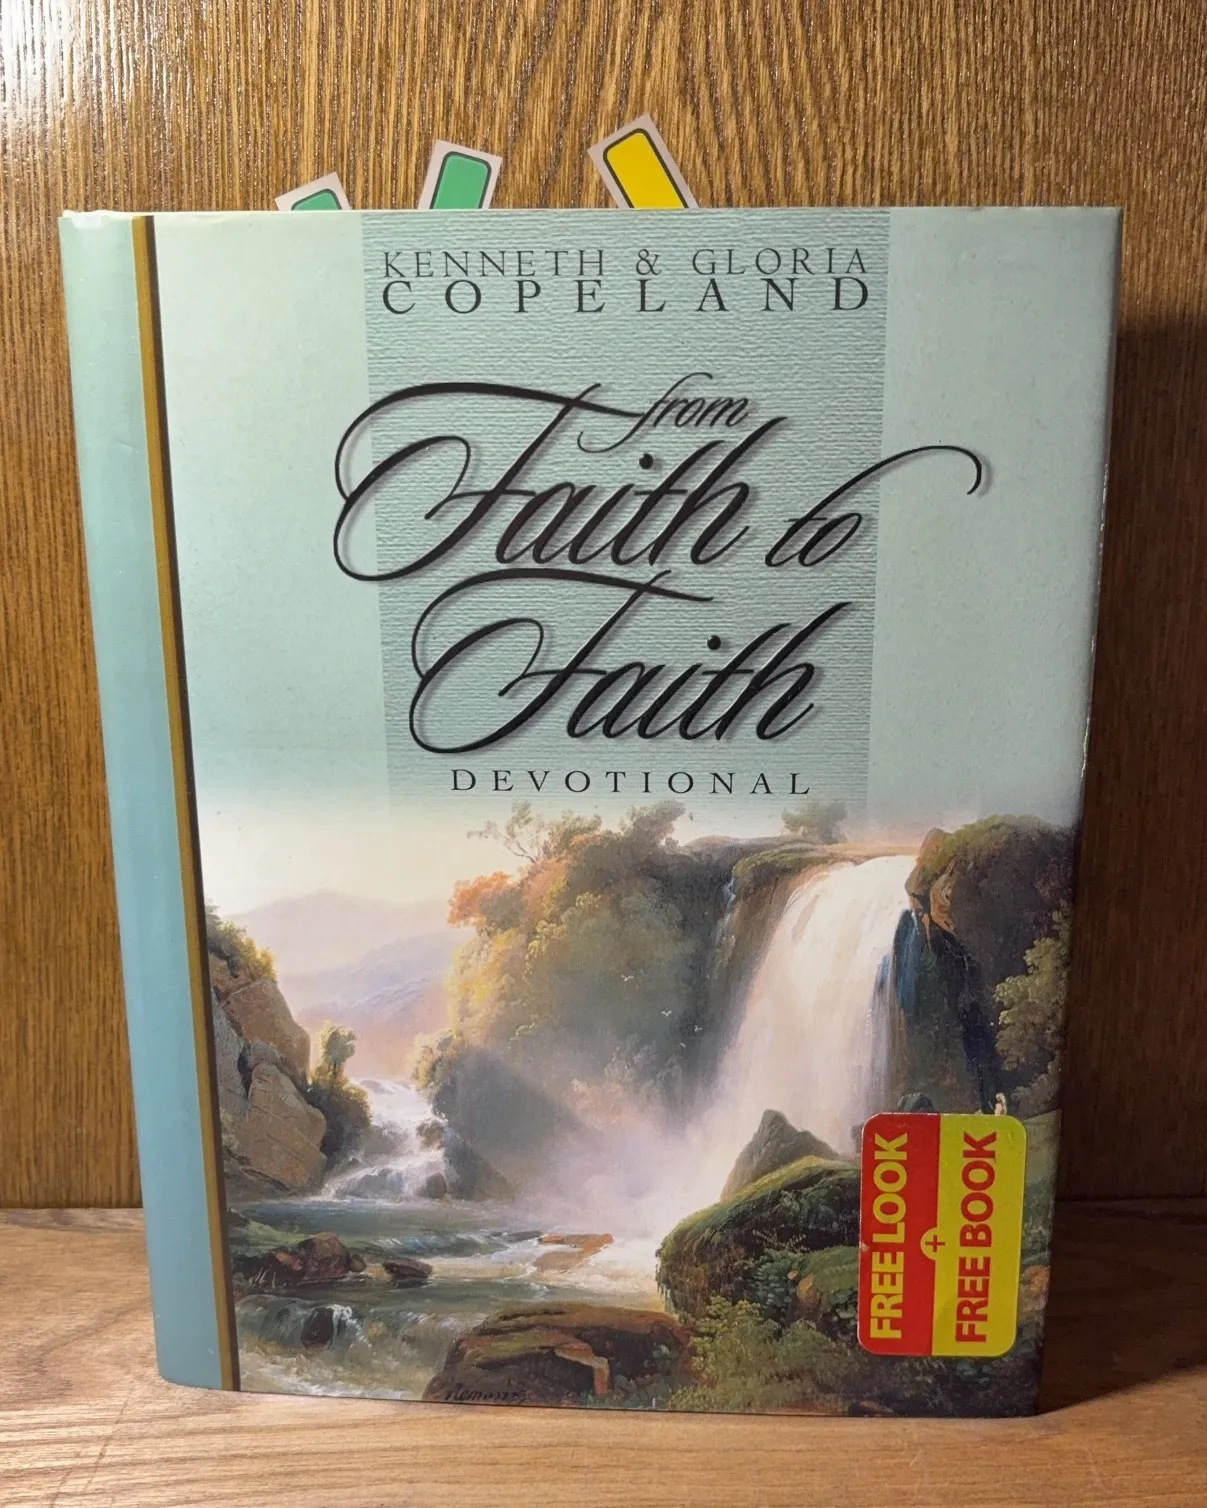 KENNETH & GLORIA
COPELAND
from
Faith to
Faith
DEVOTIONAL
FREE LOOK
+
FREE BOOK